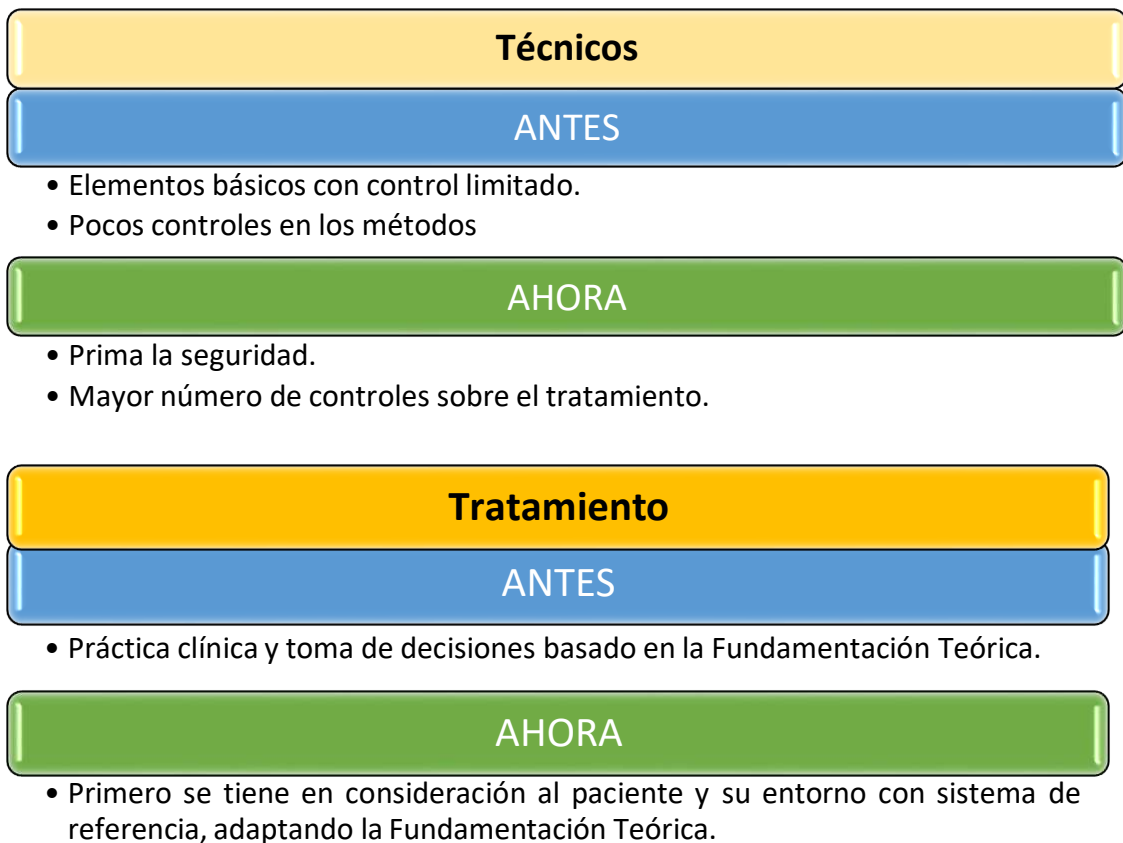 Técnicos
ANTES
• Elementos básicos con control limitado.
• Pocos controles en los métodos
AHORA
• Prima la seguridad.
• Mayor número de controles sobre el tratamiento.
Tratamiento
ANTES
• Práctica clínica y toma de decisiones basado en la Fundamentación Teórica.
AHORA
• Primero se tiene en consideración al paciente y su entorno con sistema de
referencia, adaptando la Fundamentación Teórica.